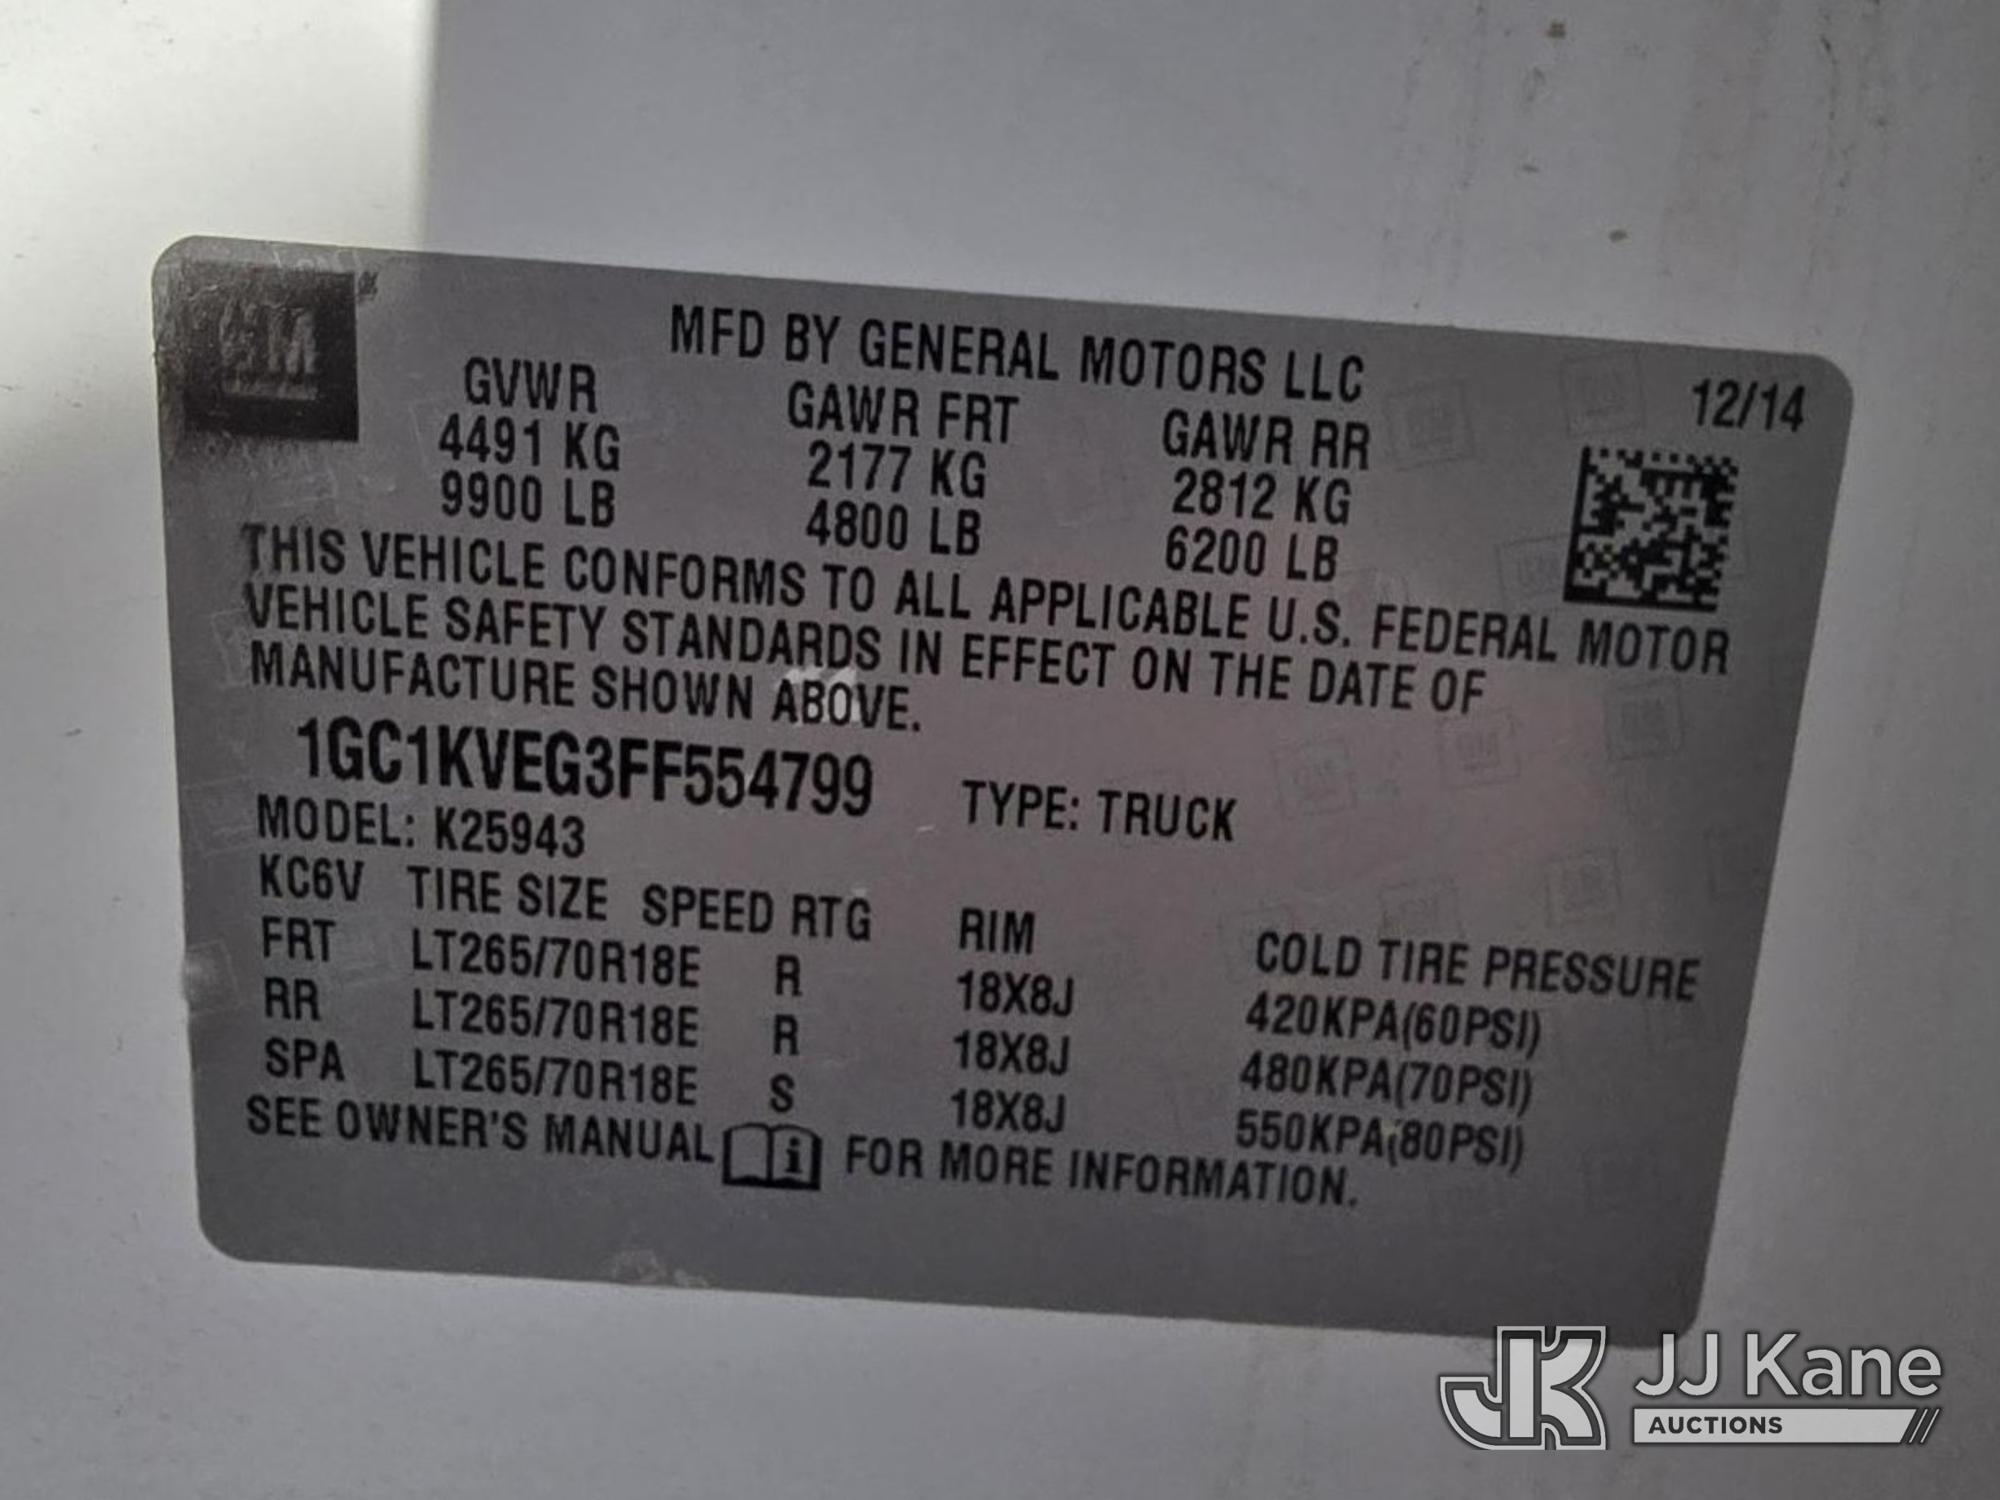 GM
MFD BY GENERAL MOTORS LLC
12/14
GVWR GAWR FRT GAWR RR
4491 KG 2177 KG 2812 KG
9900 LB 4800 LB 6200 LB
THIS VEHICLE CONFORMS TO ALL APPLICABLE U.S. FEDERAL MOTOR
VEHICLE SAFETY STANDARDS IN EFFECT ON THE DATE OF
MANUFACTURE SHOWN ABOVE.
1GC1KVEG3FF554799 TYPE: TRUCK
MODEL: K25943
KC6V TIRE SIZE SPEED RTG RIM COLD TIRE PRESSURE
FRT LT265/70R18E R 18X8J 420KPA(60PSI)
RR LT265/70R18E R 18X8J 480KPA(70PSI)
SPA LT265/70R18E S 18X8J 550KPA(80PSI)
SEE OWNER'S MANUAL i FOR MORE INFORMATION.
JK JJ Kane
AUCTIONS